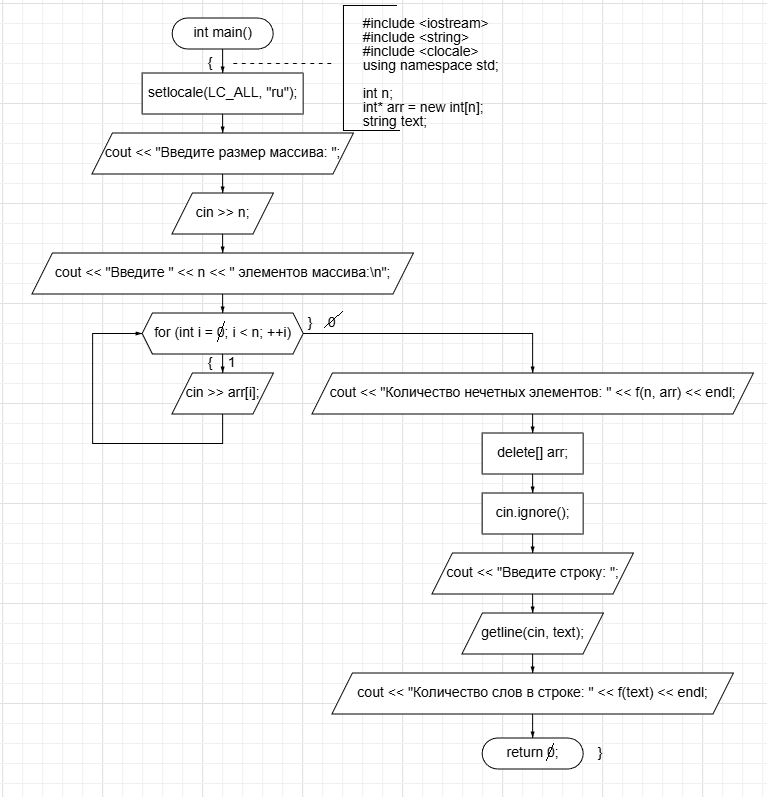 int main()
{
#include <iostream>
#include <string>
#include <clocale>
using namespace std;
int n;
int* arr = new int[n];
string text;
setlocale(LC_ALL, "ru");
cout << "Введите размер массива: ";
cin >> n;
cout << "Введите " << n << " элементов массива:\n";
for (int i = 0; i < n; ++i)
} 0
{ 1
cin >> arr[i];
cout << "Количество нечетных элементов: " << f(n, arr) << endl;
delete[] arr;
cin.ignore();
cout << "Введите строку: ";
getline(cin, text);
cout << "Количество слов в строке: " << f(text) << endl;
return 0;
}